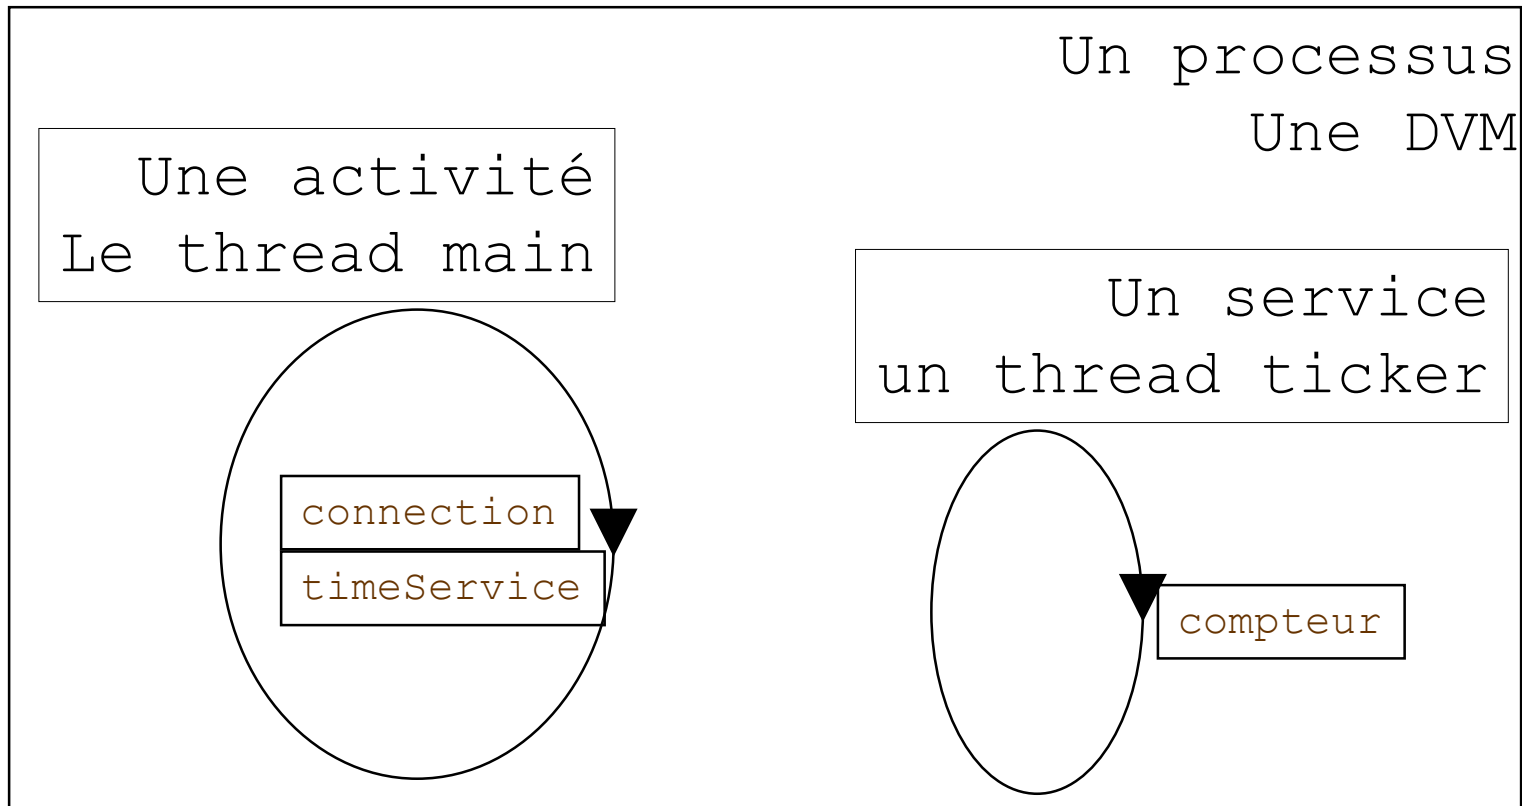 Un processus
Une DVM
Une activité
Le thread main
Un service
un thread ticker
connection
timeService
compteur